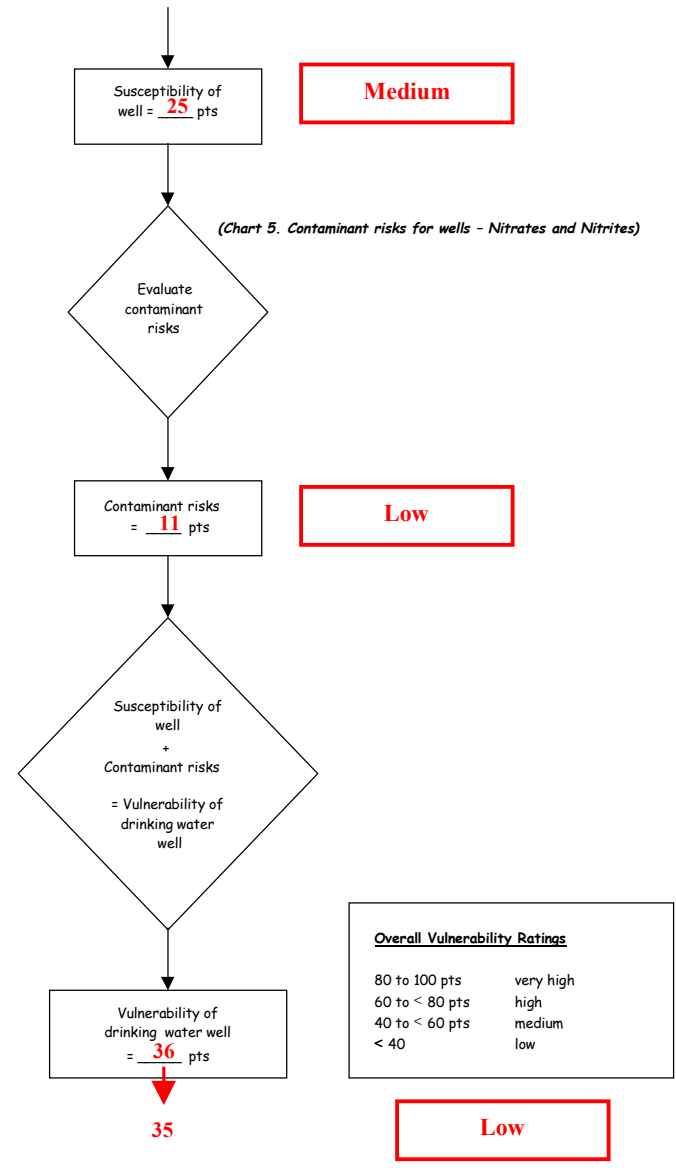 Susceptibility of
well = 25 pts
Medium
(Chart 5. Contaminant risks for wells – Nitrates and Nitrites)
Evaluate
contaminant
risks
Contaminant risks
= 11 pts
Low
Susceptibility of
well
+
Contaminant risks
= Vulnerability of
drinking water
well
Overall Vulnerability Ratings
80 to 100 pts very high
60 to < 80 pts high
40 to < 60 pts medium
< 40 low
Vulnerability of
drinking water well
= 36 pts
35
Low